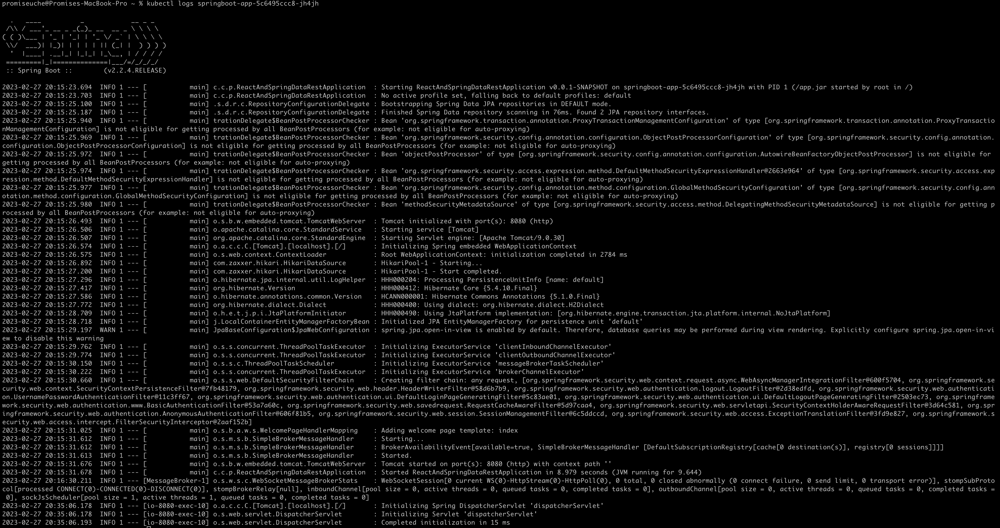 promiseuche@Promises-MacBook-Pro ~ % kubectl logs springboot-app-5c6495ccc8-jh4jh

  .   ____          _            __ _ _
 /\\ / ___'_ __ _ _(_)_ __  __ _ \ \ \ \
( ( )\___ | '_ | '_| | '_ \/ _` | \ \ \ \
 \\/  ___)| |_)| | | | | || (_| |  ) ) ) )
  '  |____| .__|_| |_|_| |_\__, | / / / /
 =========|_|==============|___/=/_/_/_/
 :: Spring Boot ::        (v2.2.4.RELEASE)

2023-02-27 20:15:23.694  INFO 1 --- [           main] c.c.p.ReactAndSpringDataRestApplication  : Starting ReactAndSpringDataRestApplication v0.0.1-SNAPSHOT on springboot-app-5c6495ccc8-jh4jh with PID 1 (/app.jar started by root in /)
2023-02-27 20:15:23.703  INFO 1 --- [           main] c.c.p.ReactAndSpringDataRestApplication  : No active profile set, falling back to default profiles: default
2023-02-27 20:15:25.100  INFO 1 --- [           main] .s.d.r.c.RepositoryConfigurationDelegate : Bootstrapping Spring Data JPA repositories in DEFAULT mode.
2023-02-27 20:15:25.187  INFO 1 --- [           main] .s.d.r.c.RepositoryConfigurationDelegate : Finished Spring Data repository scanning in 76ms. Found 2 JPA repository interfaces.
2023-02-27 20:15:25.940  INFO 1 --- [           main] trationDelegate$BeanPostProcessorChecker : Bean 'org.springframework.transaction.annotation.ProxyTransactionManagementConfiguration' of type [org.springframework.transaction.annotation.ProxyTransactio
nManagementConfiguration] is not eligible for getting processed by all BeanPostProcessors (for example: not eligible for auto-proxying)
2023-02-27 20:15:25.969  INFO 1 --- [           main] trationDelegate$BeanPostProcessorChecker : Bean 'org.springframework.security.config.annotation.configuration.ObjectPostProcessorConfiguration' of type [org.springframework.security.config.annotation.
configuration.ObjectPostProcessorConfiguration] is not eligible for getting processed by all BeanPostProcessors (for example: not eligible for auto-proxying)
2023-02-27 20:15:25.972  INFO 1 --- [           main] trationDelegate$BeanPostProcessorChecker : Bean 'objectPostProcessor' of type [org.springframework.security.config.annotation.configuration.AutowireBeanFactoryObjectPostProcessor] is not eligible for
getting processed by all BeanPostProcessors (for example: not eligible for auto-proxying)
2023-02-27 20:15:25.974  INFO 1 --- [           main] trationDelegate$BeanPostProcessorChecker : Bean 'org.springframework.security.access.expression.method.DefaultMethodSecurityExpressionHandler@2663e964' of type [org.springframework.security.access.exp
ression.method.DefaultMethodSecurityExpressionHandler] is not eligible for getting processed by all BeanPostProcessors (for example: not eligible for auto-proxying)
2023-02-27 20:15:25.977  INFO 1 --- [           main] trationDelegate$BeanPostProcessorChecker : Bean 'org.springframework.security.config.annotation.method.configuration.GlobalMethodSecurityConfiguration' of type [org.springframework.security.config.ann
otation.method.configuration.GlobalMethodSecurityConfiguration] is not eligible for getting processed by all BeanPostProcessors (for example: not eligible for auto-proxying)
2023-02-27 20:15:25.980  INFO 1 --- [           main] trationDelegate$BeanPostProcessorChecker : Bean 'methodSecurityMetadataSource' of type [org.springframework.security.access.method.DelegatingMethodSecurityMetadataSource] is not eligible for getting p
rocessed by all BeanPostProcessors (for example: not eligible for auto-proxying)
2023-02-27 20:15:26.493  INFO 1 --- [           main] o.s.b.w.embedded.tomcat.TomcatWebServer  : Tomcat initialized with port(s): 8080 (http)
2023-02-27 20:15:26.506  INFO 1 --- [           main] o.apache.catalina.core.StandardService   : Starting service [Tomcat]
2023-02-27 20:15:26.507  INFO 1 --- [           main] org.apache.catalina.core.StandardEngine  : Starting Servlet engine: [Apache Tomcat/9.0.30]
2023-02-27 20:15:26.574  INFO 1 --- [           main] o.a.c.c.C.[Tomcat].[localhost].[/]       : Initializing Spring embedded WebApplicationContext
2023-02-27 20:15:26.575  INFO 1 --- [           main] o.s.web.context.ContextLoader            : Root WebApplicationContext: initialization completed in 2784 ms
2023-02-27 20:15:26.892  INFO 1 --- [           main] com.zaxxer.hikari.HikariDataSource       : HikariPool-1 - Starting...
2023-02-27 20:15:27.200  INFO 1 --- [           main] com.zaxxer.hikari.HikariDataSource       : HikariPool-1 - Start completed.
2023-02-27 20:15:27.296  INFO 1 --- [           main] o.hibernate.jpa.internal.util.LogHelper  : HHH000204: Processing PersistenceUnitInfo [name: default]
2023-02-27 20:15:27.417  INFO 1 --- [           main] org.hibernate.Version                    : HHH000412: Hibernate Core {5.4.10.Final}
2023-02-27 20:15:27.586  INFO 1 --- [           main] o.hibernate.annotations.common.Version   : HCANN000001: Hibernate Commons Annotations {5.1.0.Final}
2023-02-27 20:15:27.772  INFO 1 --- [           main] org.hibernate.dialect.Dialect            : HHH000400: Using dialect: org.hibernate.dialect.H2Dialect
2023-02-27 20:15:28.709  INFO 1 --- [           main] o.h.e.t.j.p.i.JtaPlatformInitiator       : HHH000490: Using JtaPlatform implementation: [org.hibernate.engine.transaction.jta.platform.internal.NoJtaPlatform]
2023-02-27 20:15:28.718  INFO 1 --- [           main] j.LocalContainerEntityManagerFactoryBean : Initialized JPA EntityManagerFactory for persistence unit 'default'
2023-02-27 20:15:29.197  WARN 1 --- [           main] JpaBaseConfiguration$JpaWebConfiguration : spring.jpa.open-in-view is enabled by default. Therefore, database queries may be performed during view rendering. Explicitly configure spring.jpa.open-in-vi
ew to disable this warning
2023-02-27 20:15:29.762  INFO 1 --- [           main] o.s.s.concurrent.ThreadPoolTaskExecutor  : Initializing ExecutorService 'clientInboundChannelExecutor'
2023-02-27 20:15:29.774  INFO 1 --- [           main] o.s.s.concurrent.ThreadPoolTaskExecutor  : Initializing ExecutorService 'clientOutboundChannelExecutor'
2023-02-27 20:15:30.150  INFO 1 --- [           main] o.s.s.c.ThreadPoolTaskScheduler          : Initializing ExecutorService 'messageBrokerTaskScheduler'
2023-02-27 20:15:30.222  INFO 1 --- [           main] o.s.s.concurrent.ThreadPoolTaskExecutor  : Initializing ExecutorService 'brokerChannelExecutor'
2023-02-27 20:15:30.660  INFO 1 --- [           main] o.s.s.web.DefaultSecurityFilterChain     : Creating filter chain: any request, [org.springframework.security.web.context.request.async.WebAsyncManagerIntegrationFilter@600f5704, org.springframework.se
curity.web.context.SecurityContextPersistenceFilter@7fb48179, org.springframework.security.web.header.HeaderWriterFilter@58d6b7b9, org.springframework.security.web.authentication.logout.LogoutFilter@2d38edfd, org.springframework.security.web.authenticati
on.UsernamePasswordAuthenticationFilter@11c3ff67, org.springframework.security.web.authentication.ui.DefaultLoginPageGeneratingFilter@5c83ae01, org.springframework.security.web.authentication.ui.DefaultLogoutPageGeneratingFilter@2503ec73, org.springframe
work.security.web.authentication.www.BasicAuthenticationFilter@53a7a60c, org.springframework.security.web.savedrequest.RequestCacheAwareFilter@5d97caa4, org.springframework.security.web.servletapi.SecurityContextHolderAwareRequestFilter@3d64c581, org.spr
ingframework.security.web.authentication.AnonymousAuthenticationFilter@606f81b5, org.springframework.security.web.session.SessionManagementFilter@6c5ddccd, org.springframework.security.web.access.ExceptionTranslationFilter@3fd9e827, org.springframework.s
ecurity.web.access.intercept.FilterSecurityInterceptor@2aaf152b]
2023-02-27 20:15:31.025  INFO 1 --- [           main] o.s.b.a.w.s.WelcomePageHandlerMapping    : Adding welcome page template: index
2023-02-27 20:15:31.612  INFO 1 --- [           main] o.s.m.s.b.SimpleBrokerMessageHandler     : Starting...
2023-02-27 20:15:31.612  INFO 1 --- [           main] o.s.m.s.b.SimpleBrokerMessageHandler     : BrokerAvailabilityEvent[available=true, SimpleBrokerMessageHandler [DefaultSubscriptionRegistry[cache[0 destination(s)], registry[0 sessions]]]]
2023-02-27 20:15:31.613  INFO 1 --- [           main] o.s.m.s.b.SimpleBrokerMessageHandler     : Started.
2023-02-27 20:15:31.676  INFO 1 --- [           main] o.s.b.w.embedded.tomcat.TomcatWebServer  : Tomcat started on port(s): 8080 (http) with context path ''
2023-02-27 20:15:31.678  INFO 1 --- [           main] c.c.p.ReactAndSpringDataRestApplication  : Started ReactAndSpringDataRestApplication in 8.979 seconds (JVM running for 9.644)
2023-02-27 20:16:30.211  INFO 1 --- [MessageBroker-1] o.s.w.s.c.WebSocketMessageBrokerStats    : WebSocketSession[0 current WS(0)-HttpStream(0)-HttpPoll(0), 0 total, 0 closed abnormally (0 connect failure, 0 send limit, 0 transport error)], stompSubProto
col[processed CONNECT(0)-CONNECTED(0)-DISCONNECT(0)], stompBrokerRelay[null], inboundChannel[pool size = 0, active threads = 0, queued tasks = 0, completed tasks = 0], outboundChannel[pool size = 0, active threads = 0, queued tasks = 0, completed tasks =
 0], sockJsScheduler[pool size = 1, active threads = 1, queued tasks = 0, completed tasks = 0]
2023-02-27 20:35:06.178  INFO 1 --- [io-8080-exec-10] o.a.c.c.C.[Tomcat].[localhost].[/]       : Initializing Spring DispatcherServlet 'dispatcherServlet'
2023-02-27 20:35:06.178  INFO 1 --- [io-8080-exec-10] o.s.web.servlet.DispatcherServlet        : Initializing Servlet 'dispatcherServlet'
2023-02-27 20:35:06.193  INFO 1 --- [io-8080-exec-10] o.s.web.servlet.DispatcherServlet        : Completed initialization in 15 ms